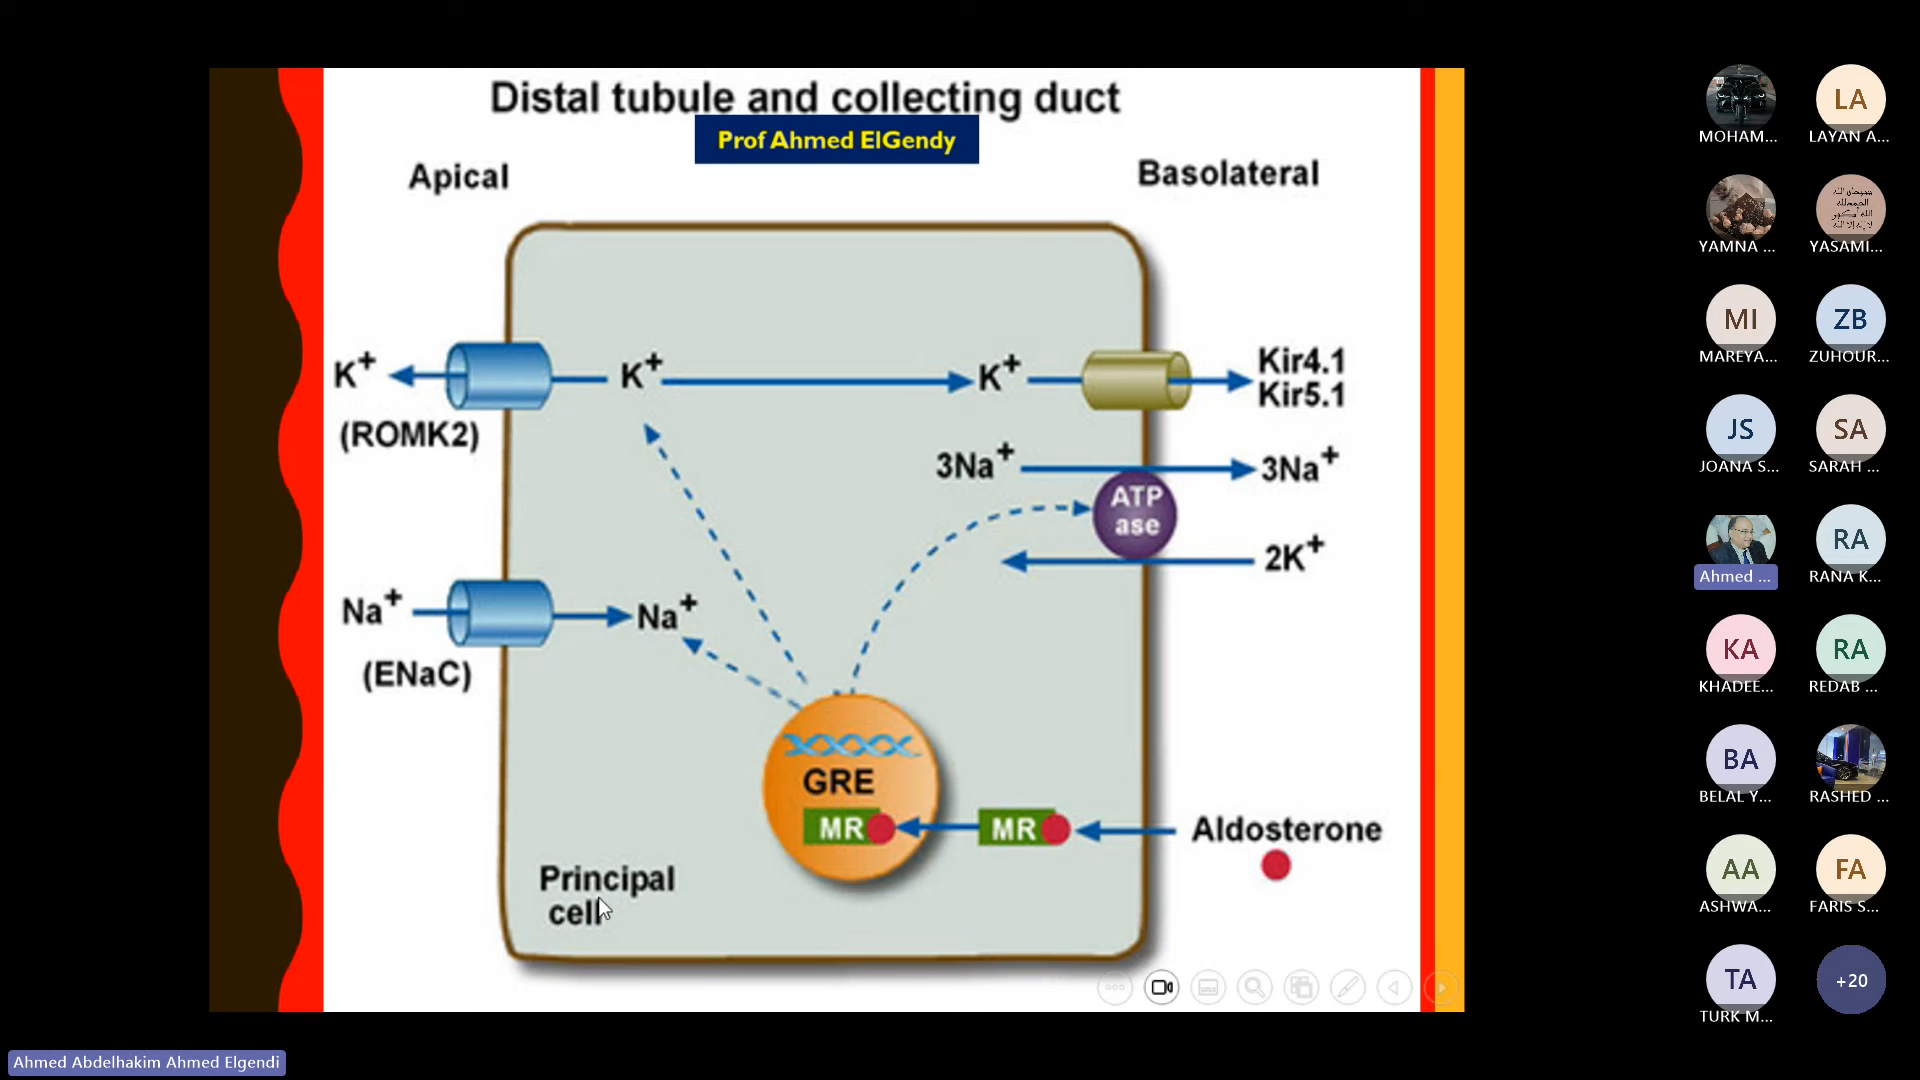 Distal tubule and collecting duct
Prof Ahmed ElGendy
Apical
Basolateral
K+
K+
K+
Kir4.1
Kir5.1
(ROMK2)
3Na+
3Na+
ATP
ase
2K+
Na+
Na+
(ENaC)
GRE
MR
MR
Aldosterone
Principal
cell
MOHAM...
LA
LAYAN A...
YAMNA ...
YASAMI...
MI
MAREYA...
ZB
ZUHOUR...
JS
JOANA S...
SA
SARAH ...
Ahmed ...
RA
RANA K...
KA
KHADEE...
RA
REDAB ...
BA
BELAL Y...
RASHED ...
AA
ASHWA...
FA
FARIS S...
TA
TURK M...
+20
Ahmed Abdelhakim Ahmed Elgendi